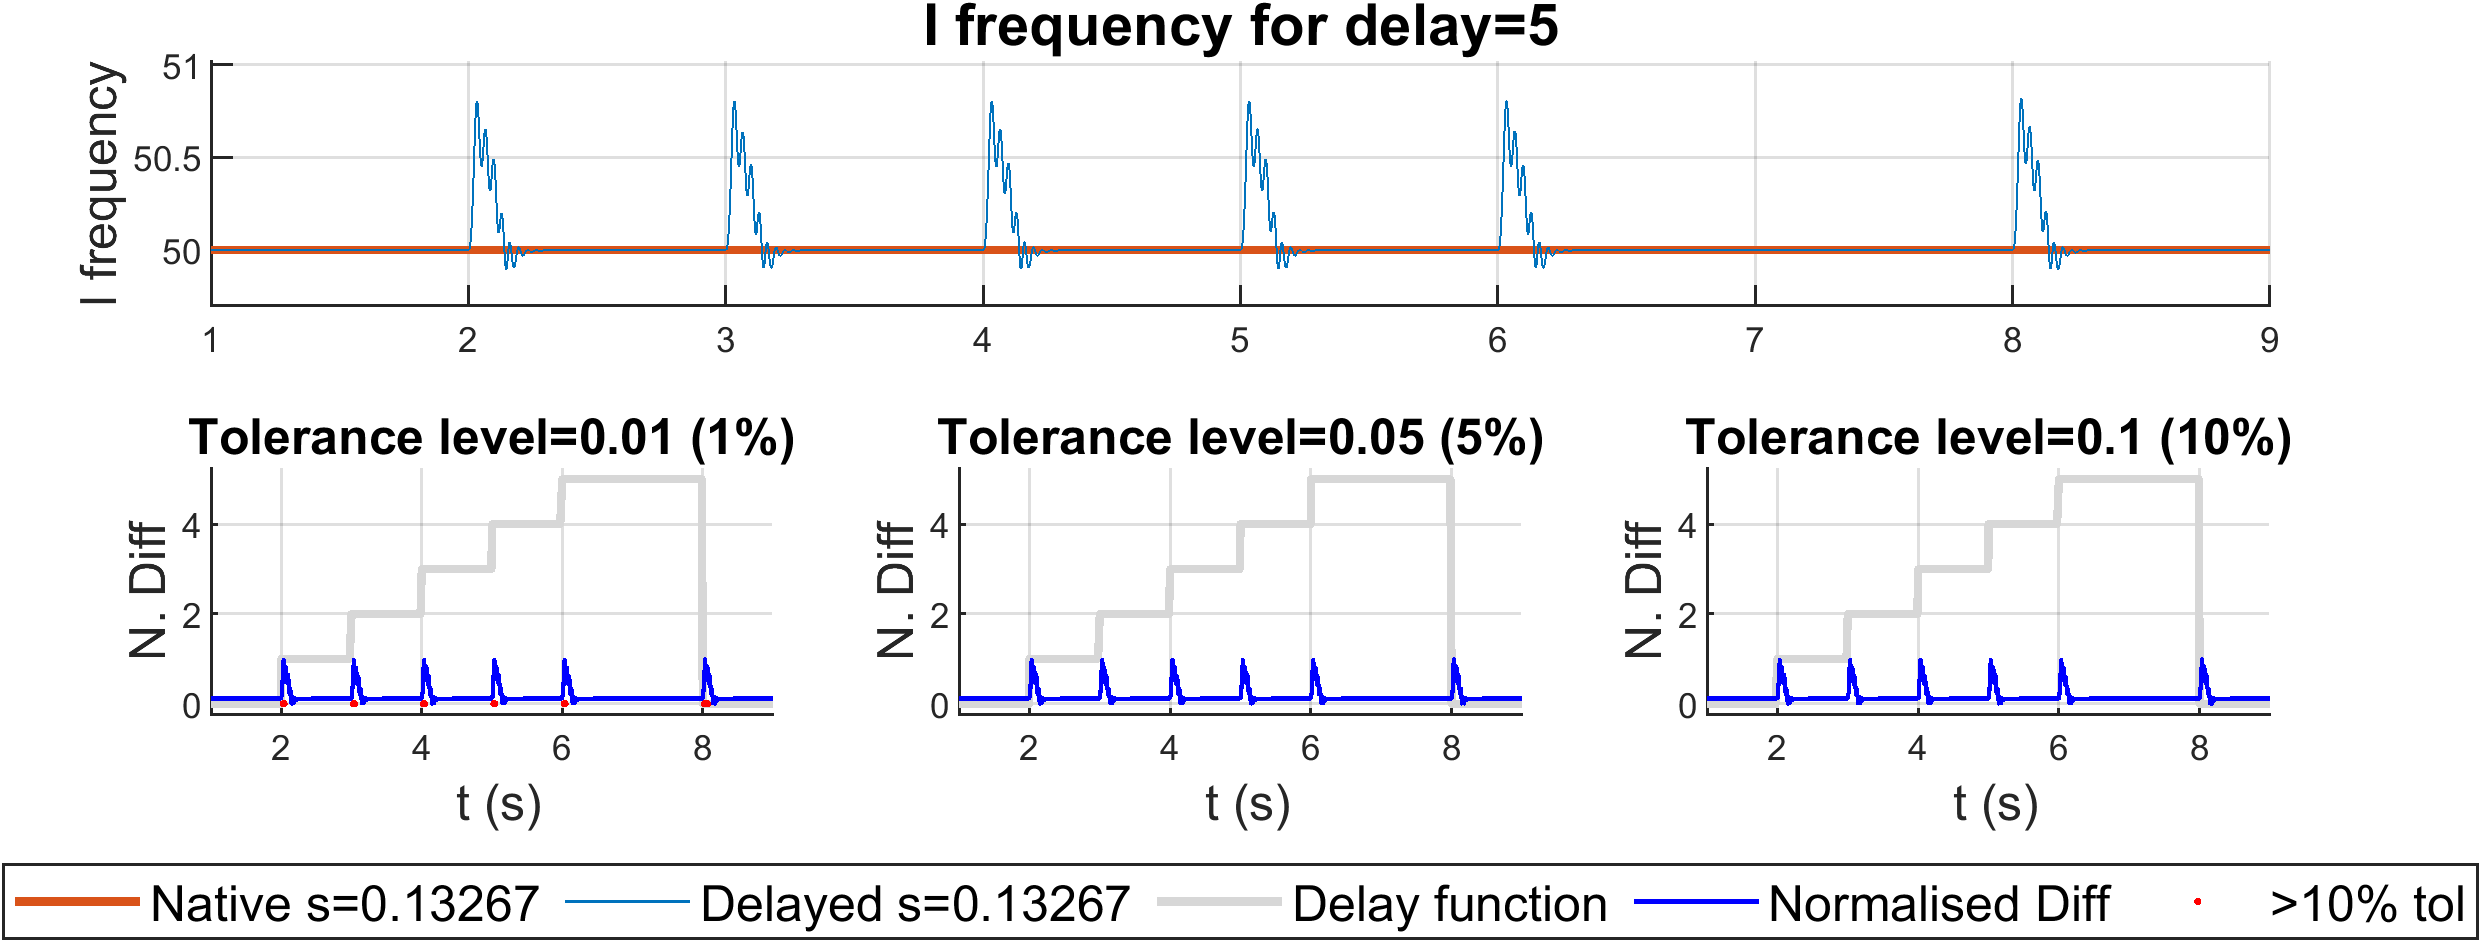 I frequency for delay=5
I frequency
51
50.5
50
1 2 3 4 5 6 7 8 9
Tolerance level=0.01 (1%)
N. Diff
4
2
0
2 4 6 8
t (s)
Tolerance level=0.05 (5%)
N. Diff
4
2
0
2 4 6 8
t (s)
Tolerance level=0.1 (10%)
N. Diff
4
2
0
2 4 6 8
t (s)
Native s=0.13267 Delayed s=0.13267 Delay function Normalised Diff >10% tol